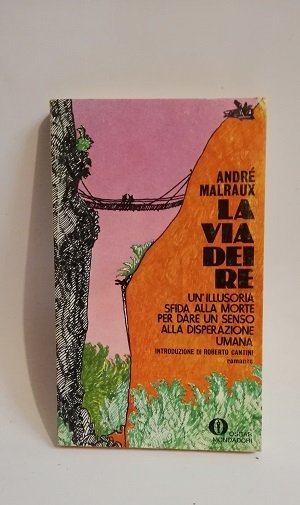 ANDRÉ
MALRAUX
LA
VIA
DEI
RE
UN'ILLUSORIA
SFIDA ALLA MORTE
PER DARE UN SENSO
ALLA DISPERAZIONE
UMANA
INTRODUZIONE DI ROBERTO CANTINI
romanzo
OSCAR
MONDADORI